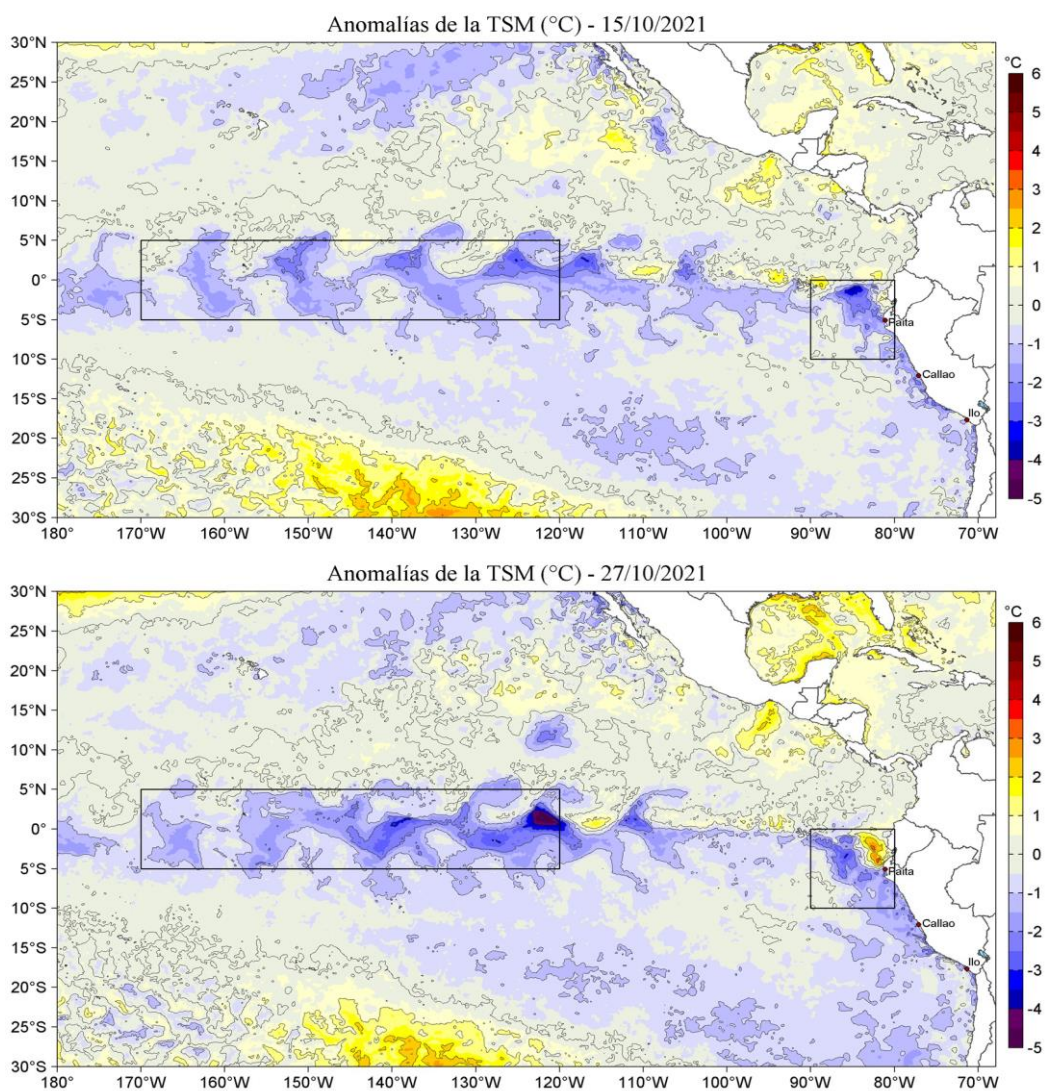 Anomalías de la TSM (°C) - 15/10/2021
30°N
25°N
20°N
15°N
10°N
5°N
0°
5°S
10°S
15°S
20°S
25°S
30°S
180 170°W 160°W 150°W 140°W 130°W 120°W 110°W 100°W 90°W 80°W 70°W
Paita
Callao
Ilo
°C
6
5
4
3
2
1
0
-1
-2
-3
-4
-5
Anomalías de la TSM (°C) - 27/10/2021
30°N
25°N
20°N
15°N
10°N
5°N
0°
5°S
10°S
15°S
20°S
25°S
30°S
180 170°W 160°W 150°W 140°W 130°W 120°W 110°W 100°W 90°W 80°W 70°W
Paita
Callao
Ilo
°C
6
5
4
3
2
1
0
-1
-2
-3
-4
-5